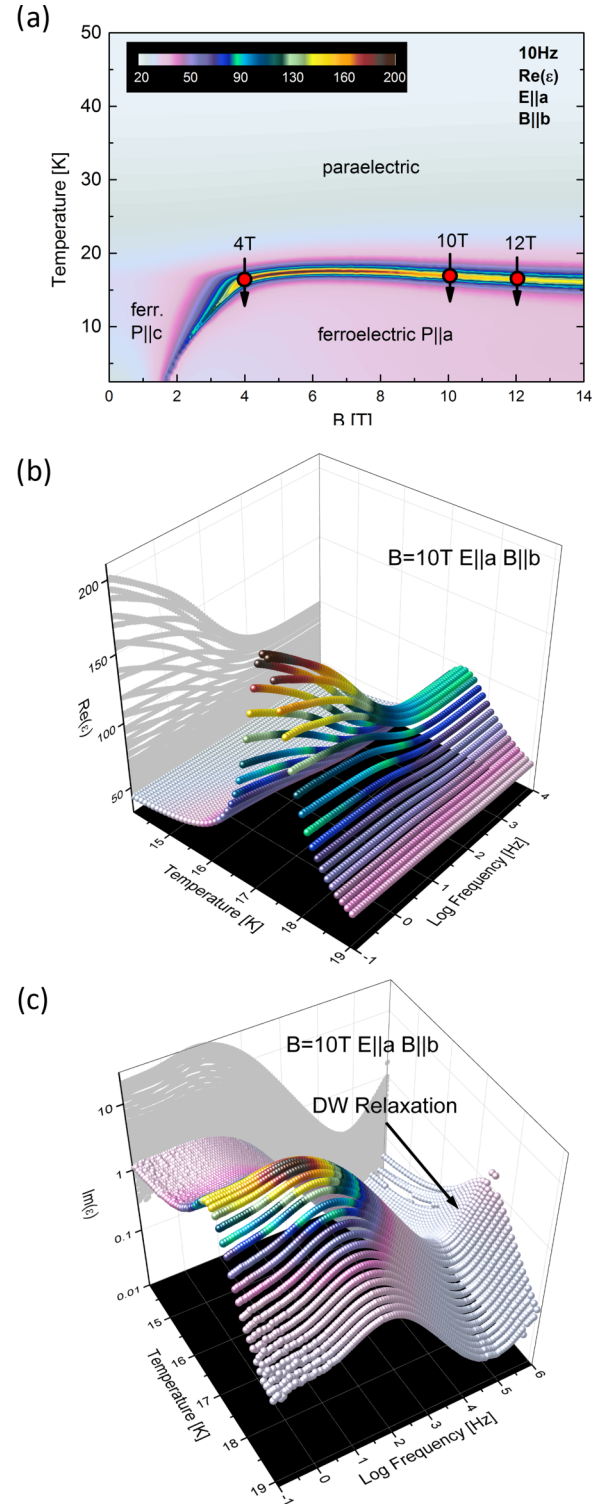 (a)
50
40
30
20
10
0
2
4
6
8
10
12
14
Temperature [K]
B [T]
20
50
90
130
160
200
10Hz
Re(ε)
E||a
B||b
paraelectric
4T
10T
12T
ferr.
P||c
ferroelectric P||a
(b)
B=10T E||a B||b
200
150
100
50
Re(ε)
15
16
17
18
19
Temperature [K]
-1
0
1
2
3
4
Log Frequency [Hz]
(c)
B=10T E||a B||b
DW Relaxation
10
1
0.1
0.01
Im(ε)
15
16
17
18
19
Temperature [K]
-1
0
1
2
3
4
5
6
Log Frequency [Hz]